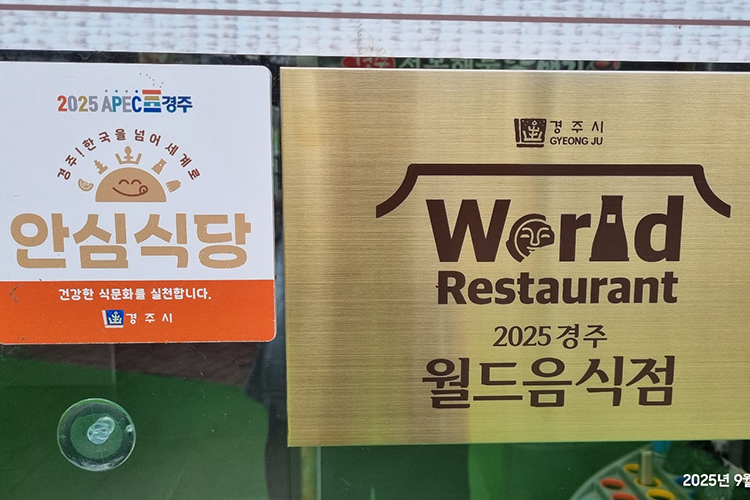 2025 APEC 경주
경주|한국을 넘어 세계로
안심식당
건강한 식문화를 실천합니다.
경주시
경주시
GYEONG JU
World
Restaurant
2025 경주
월드음식점
2025년 9월